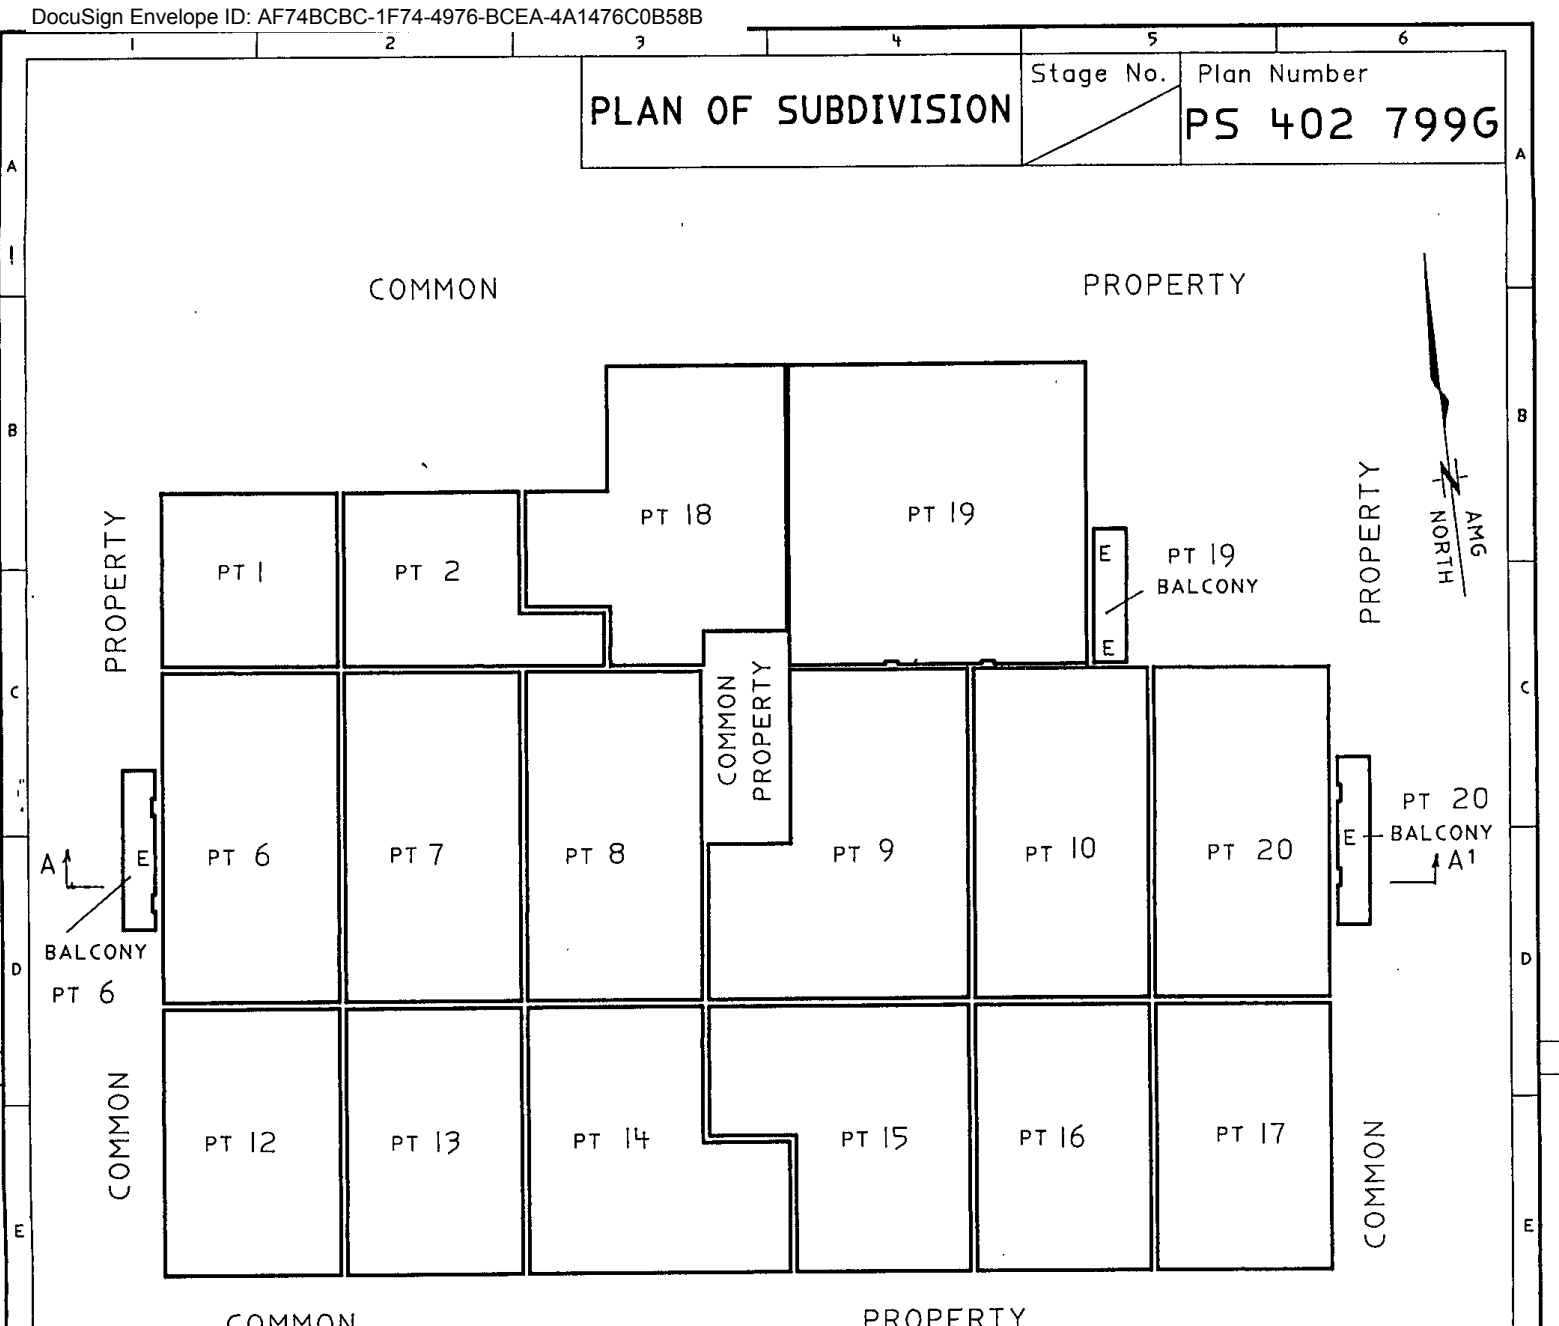 DocuSign Envelope ID: AF74BCBC-1F74-4976-BCEA-4A1476C0B58B
1 2 3 4 5 6
PLAN OF SUBDIVISION
Stage No.
Plan Number
PS 402 799G
A
A
COMMON
PROPERTY
B
B
PT 18
PT 19
PROPERTY
PROPERTY
AMG
NORTH
PT 1
PT 2
E
PT 19
BALCONY
E
C
C
COMMON
PROPERTY
PT 20
BALCONY
E
A
E
PT 6
PT 7
PT 8
PT 9
PT 10
PT 20
A1
BALCONY
PT 6
D
D
COMMON
PT 12
PT 13
PT 14
PT 15
PT 16
PT 17
COMMON
E
E
COMMON
PROPERTY